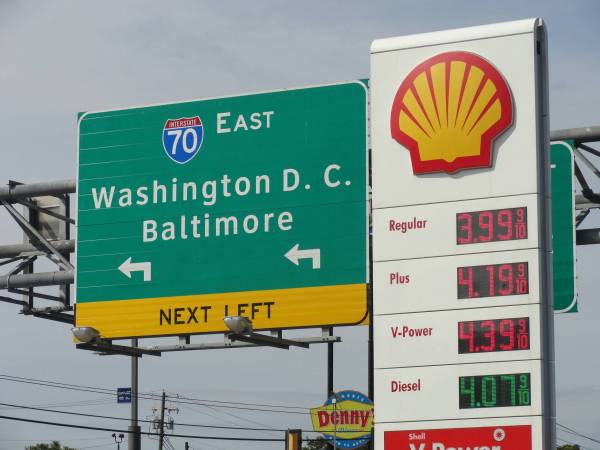 INTERSTATE
70
EAST
Washington D. C.
Baltimore
NEXT LEFT
Regular 3.99 9/10
Plus 4.19 9/10
V-Power 4.39 9/10
Diesel 4.07 9/10
Denny's
Shell
V-Power